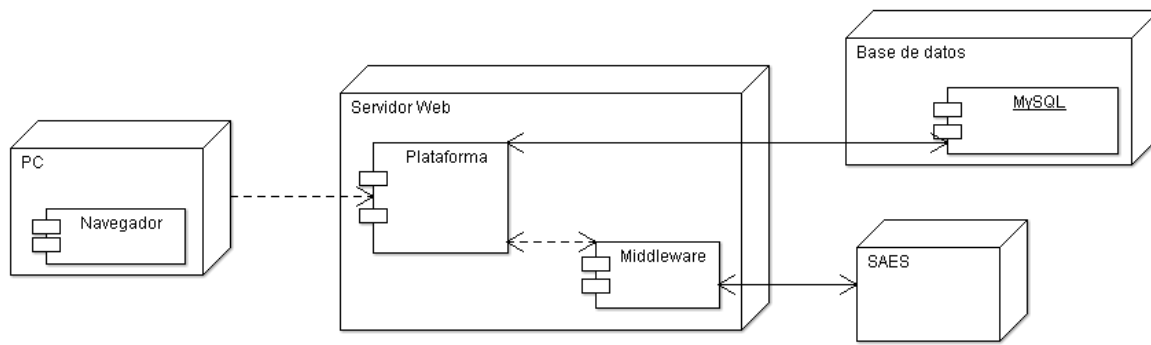 PC
Navegador
Servidor Web
Plataforma
Middleware
Base de datos
MySQL
SAES